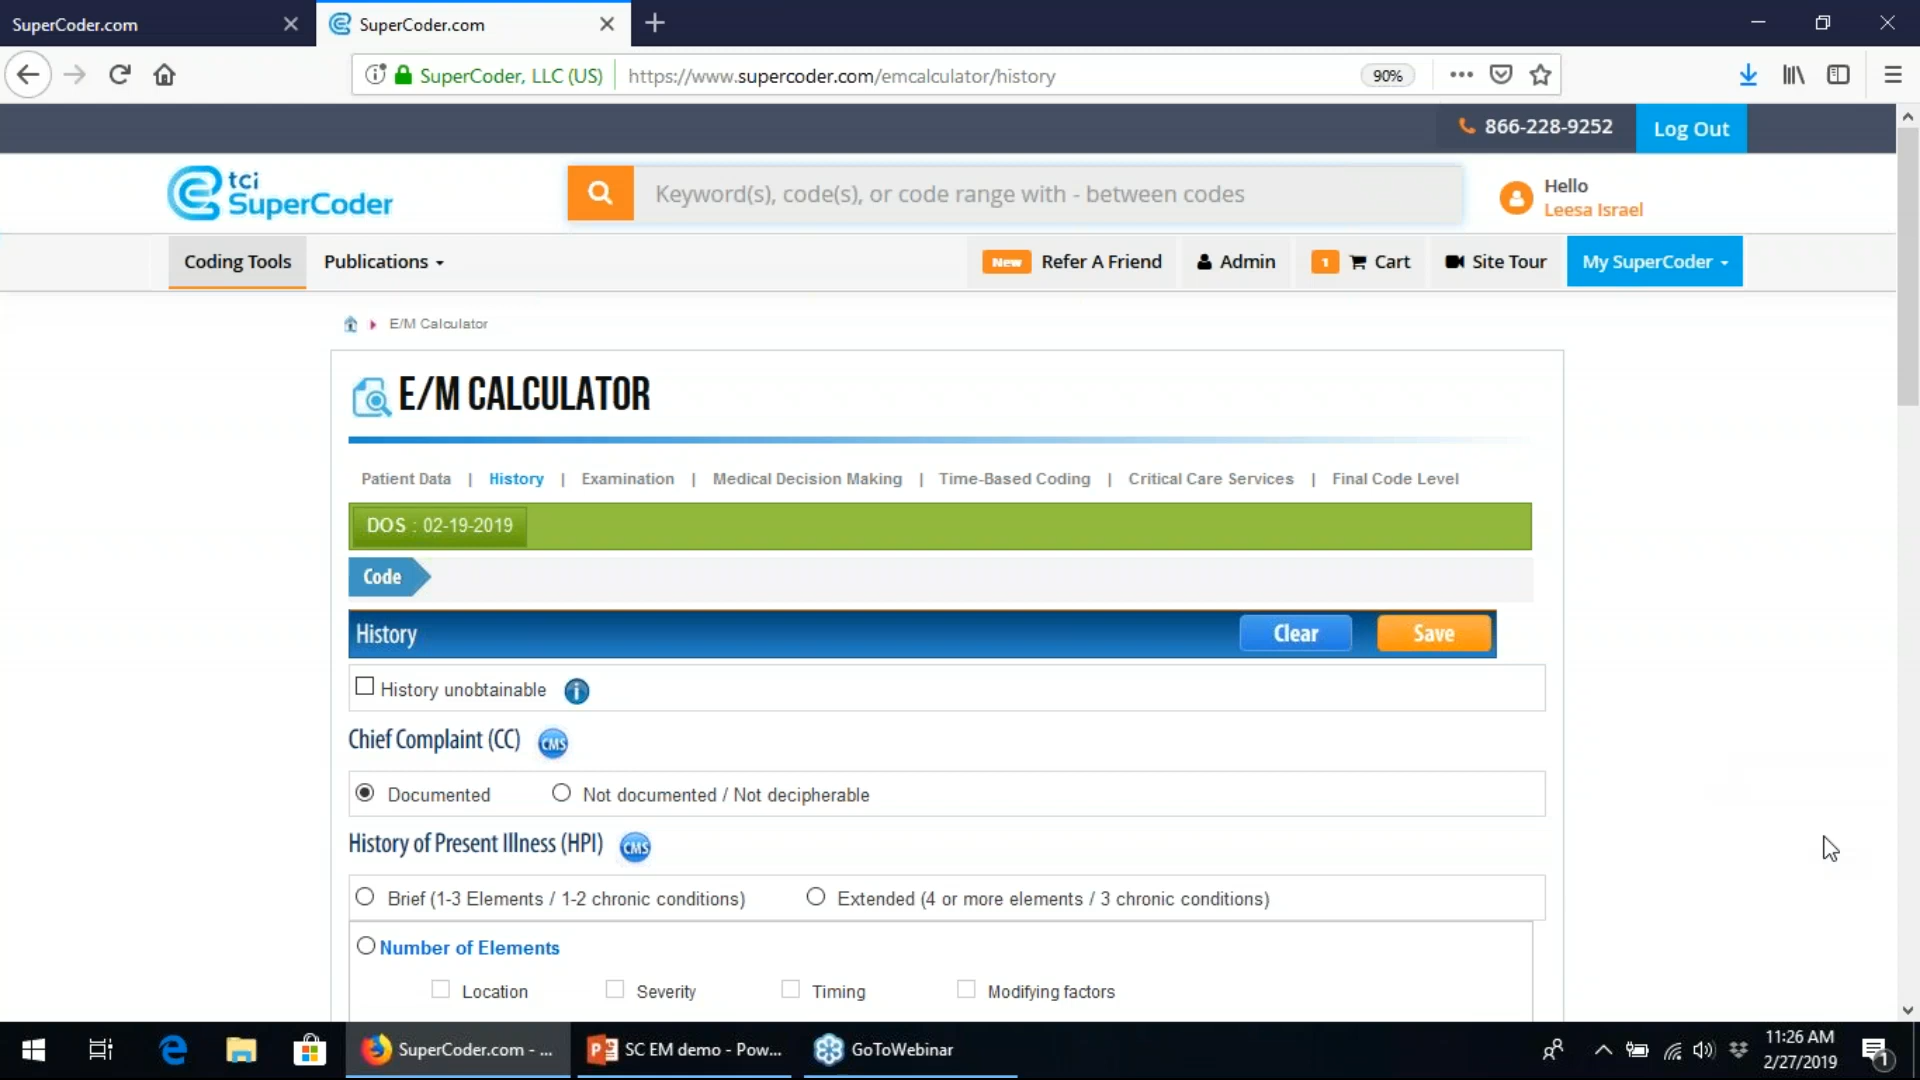 SuperCoder.com
SuperCoder.com
SuperCoder, LLC (US)
https://www.supercoder.com/emcalculator/history
90%
866-228-9252
Log Out
tci
SuperCoder
Keyword(s), code(s), or code range with - between codes
Hello
Leesa Israel
Coding Tools
Publications
New
Refer A Friend
Admin
1
Cart
Site Tour
My SuperCoder
E/M Calculator
E/M CALCULATOR
Patient Data | History | Examination | Medical Decision Making | Time-Based Coding | Critical Care Services | Final Code Level
DOS : 02-19-2019
Code
History
Clear
Save
History unobtainable
i
Chief Complaint (CC)
CMS
Documented
Not documented / Not decipherable
History of Present Illness (HPI)
CMS
Brief (1-3 Elements / 1-2 chronic conditions)
Extended (4 or more elements / 3 chronic conditions)
Number of Elements
Location
Severity
Timing
Modifying factors
SuperCoder.com - ...
SC EM demo - Pow...
GoToWebinar
11:26 AM
2/27/2019
1